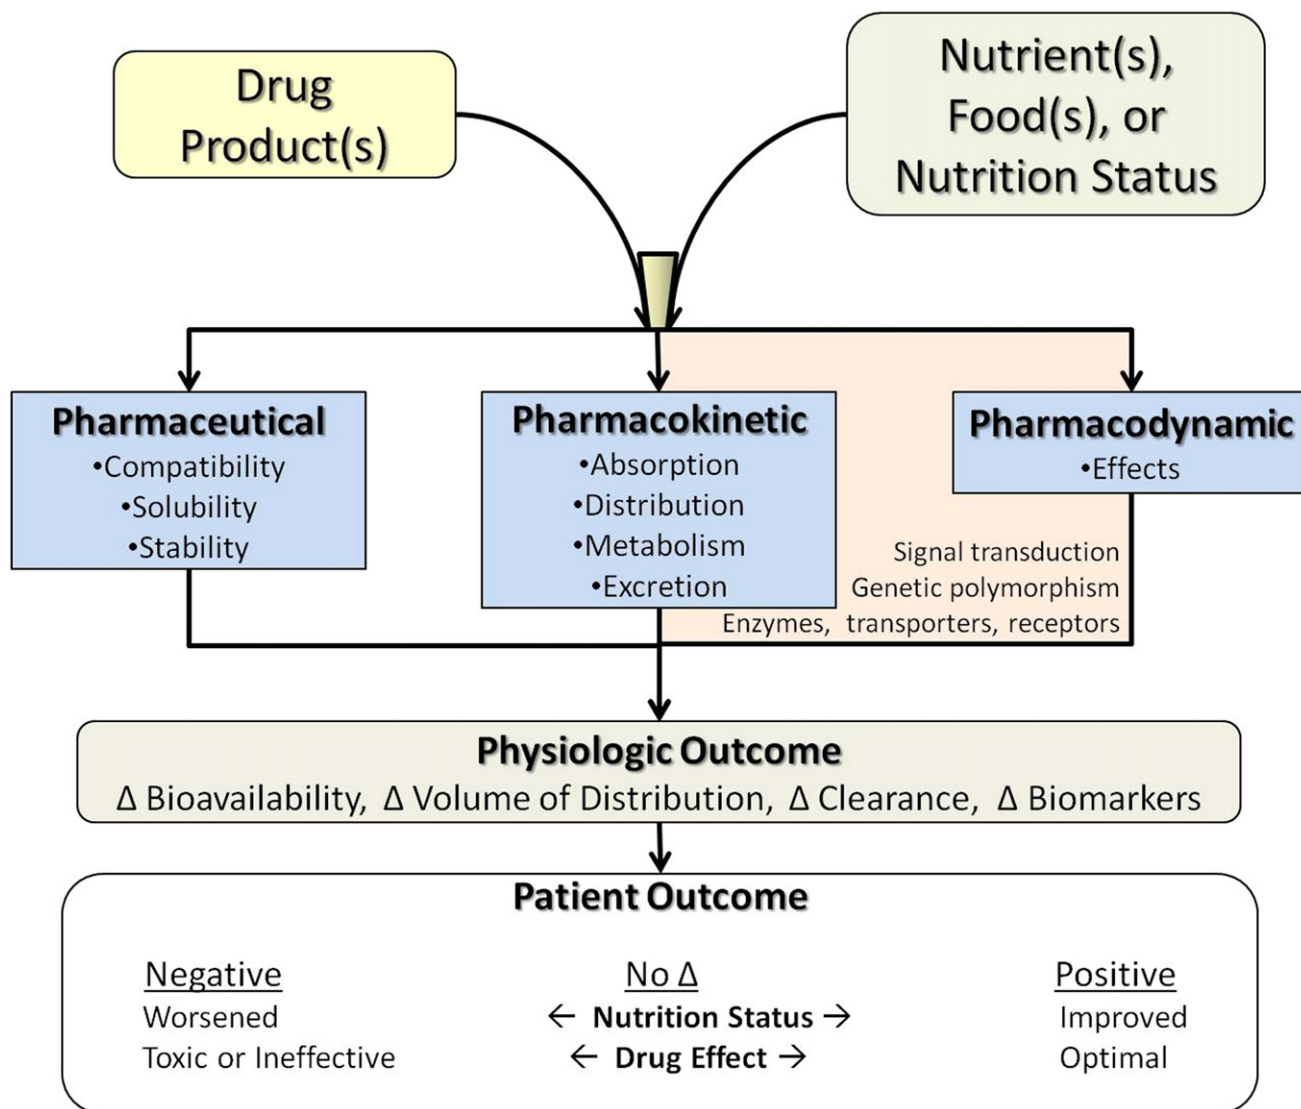 Drug
Product(s)
Nutrient(s),
Food(s), or
Nutrition Status
Pharmaceutical
•Compatibility
•Solubility
•Stability
Pharmacokinetic
•Absorption
•Distribution
•Metabolism
•Excretion
Pharmacodynamic
•Effects
Signal transduction
Genetic polymorphism
Enzymes, transporters, receptors
Physiologic Outcome
Δ Bioavailability, Δ Volume of Distribution, Δ Clearance, Δ Biomarkers
Patient Outcome
Negative No Δ Positive
Worsened ← Nutrition Status → Improved
Toxic or Ineffective ← Drug Effect → Optimal